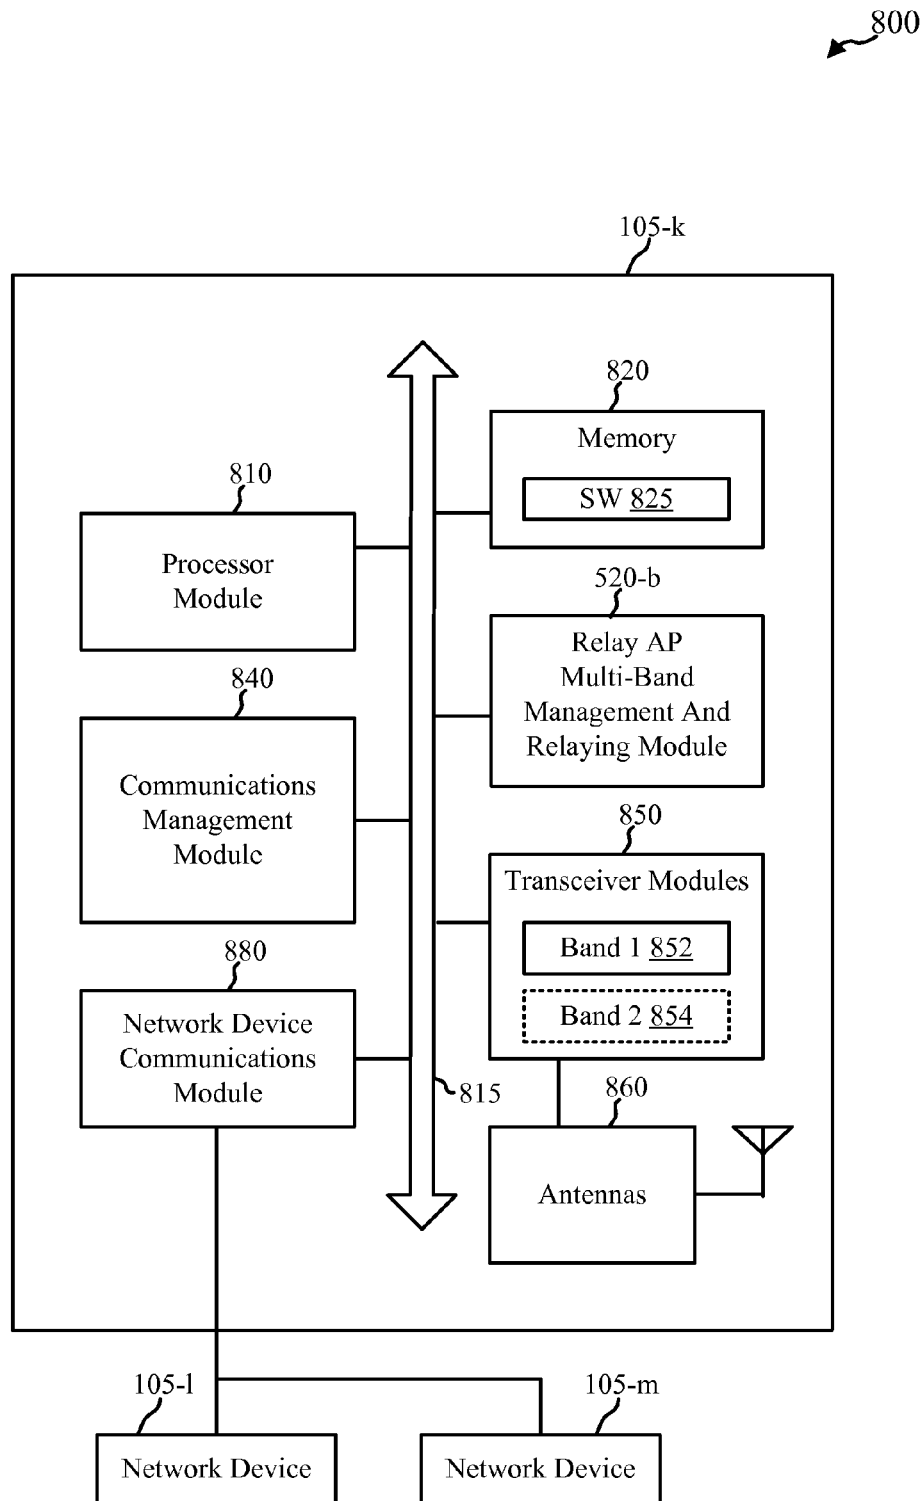 800
105-k
820
Memory
SW 825
810
Processor
Module
520-b
Relay AP
Multi-Band
Management And
Relaying Module
840
Communications
Management
Module
850
Transceiver Modules
Band 1 852
Band 2 854
880
Network Device
Communications
Module
815
860
Antennas
105-l
Network Device
105-m
Network Device